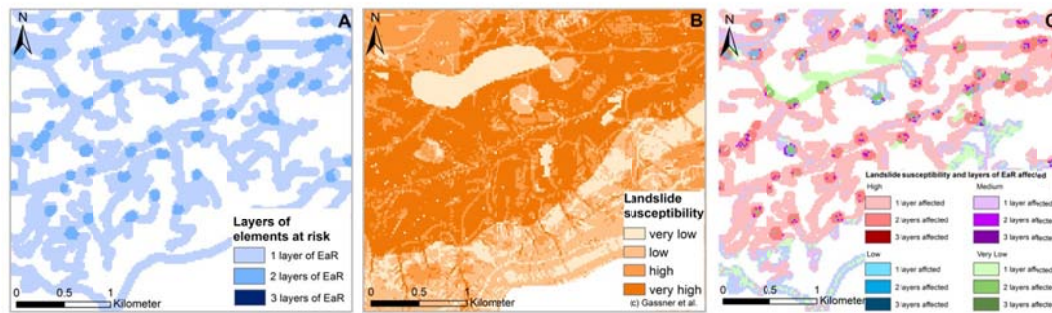 N
A
Layers of
elements at risk
1 layer of EaR
2 layers of EaR
3 layers of EaR
0 0.5 1
Kilometer
N
B
Landslide
susceptibility
very low
low
high
very high
0 0.5 1
Kilometer
(c) Gassner et al.
N
C
Landslide susceptibility and layers of EaR affected
High
1 layer affected
2 layers affected
3 layers affected
Medium
1 layer affected
2 layers affected
3 layers affected
Low
1 layer affcted
2 layers affected
3 layers affected
Very Low
1 layer affected
2 layers affected
3 layers affected
0 0.5 1
Kilometer